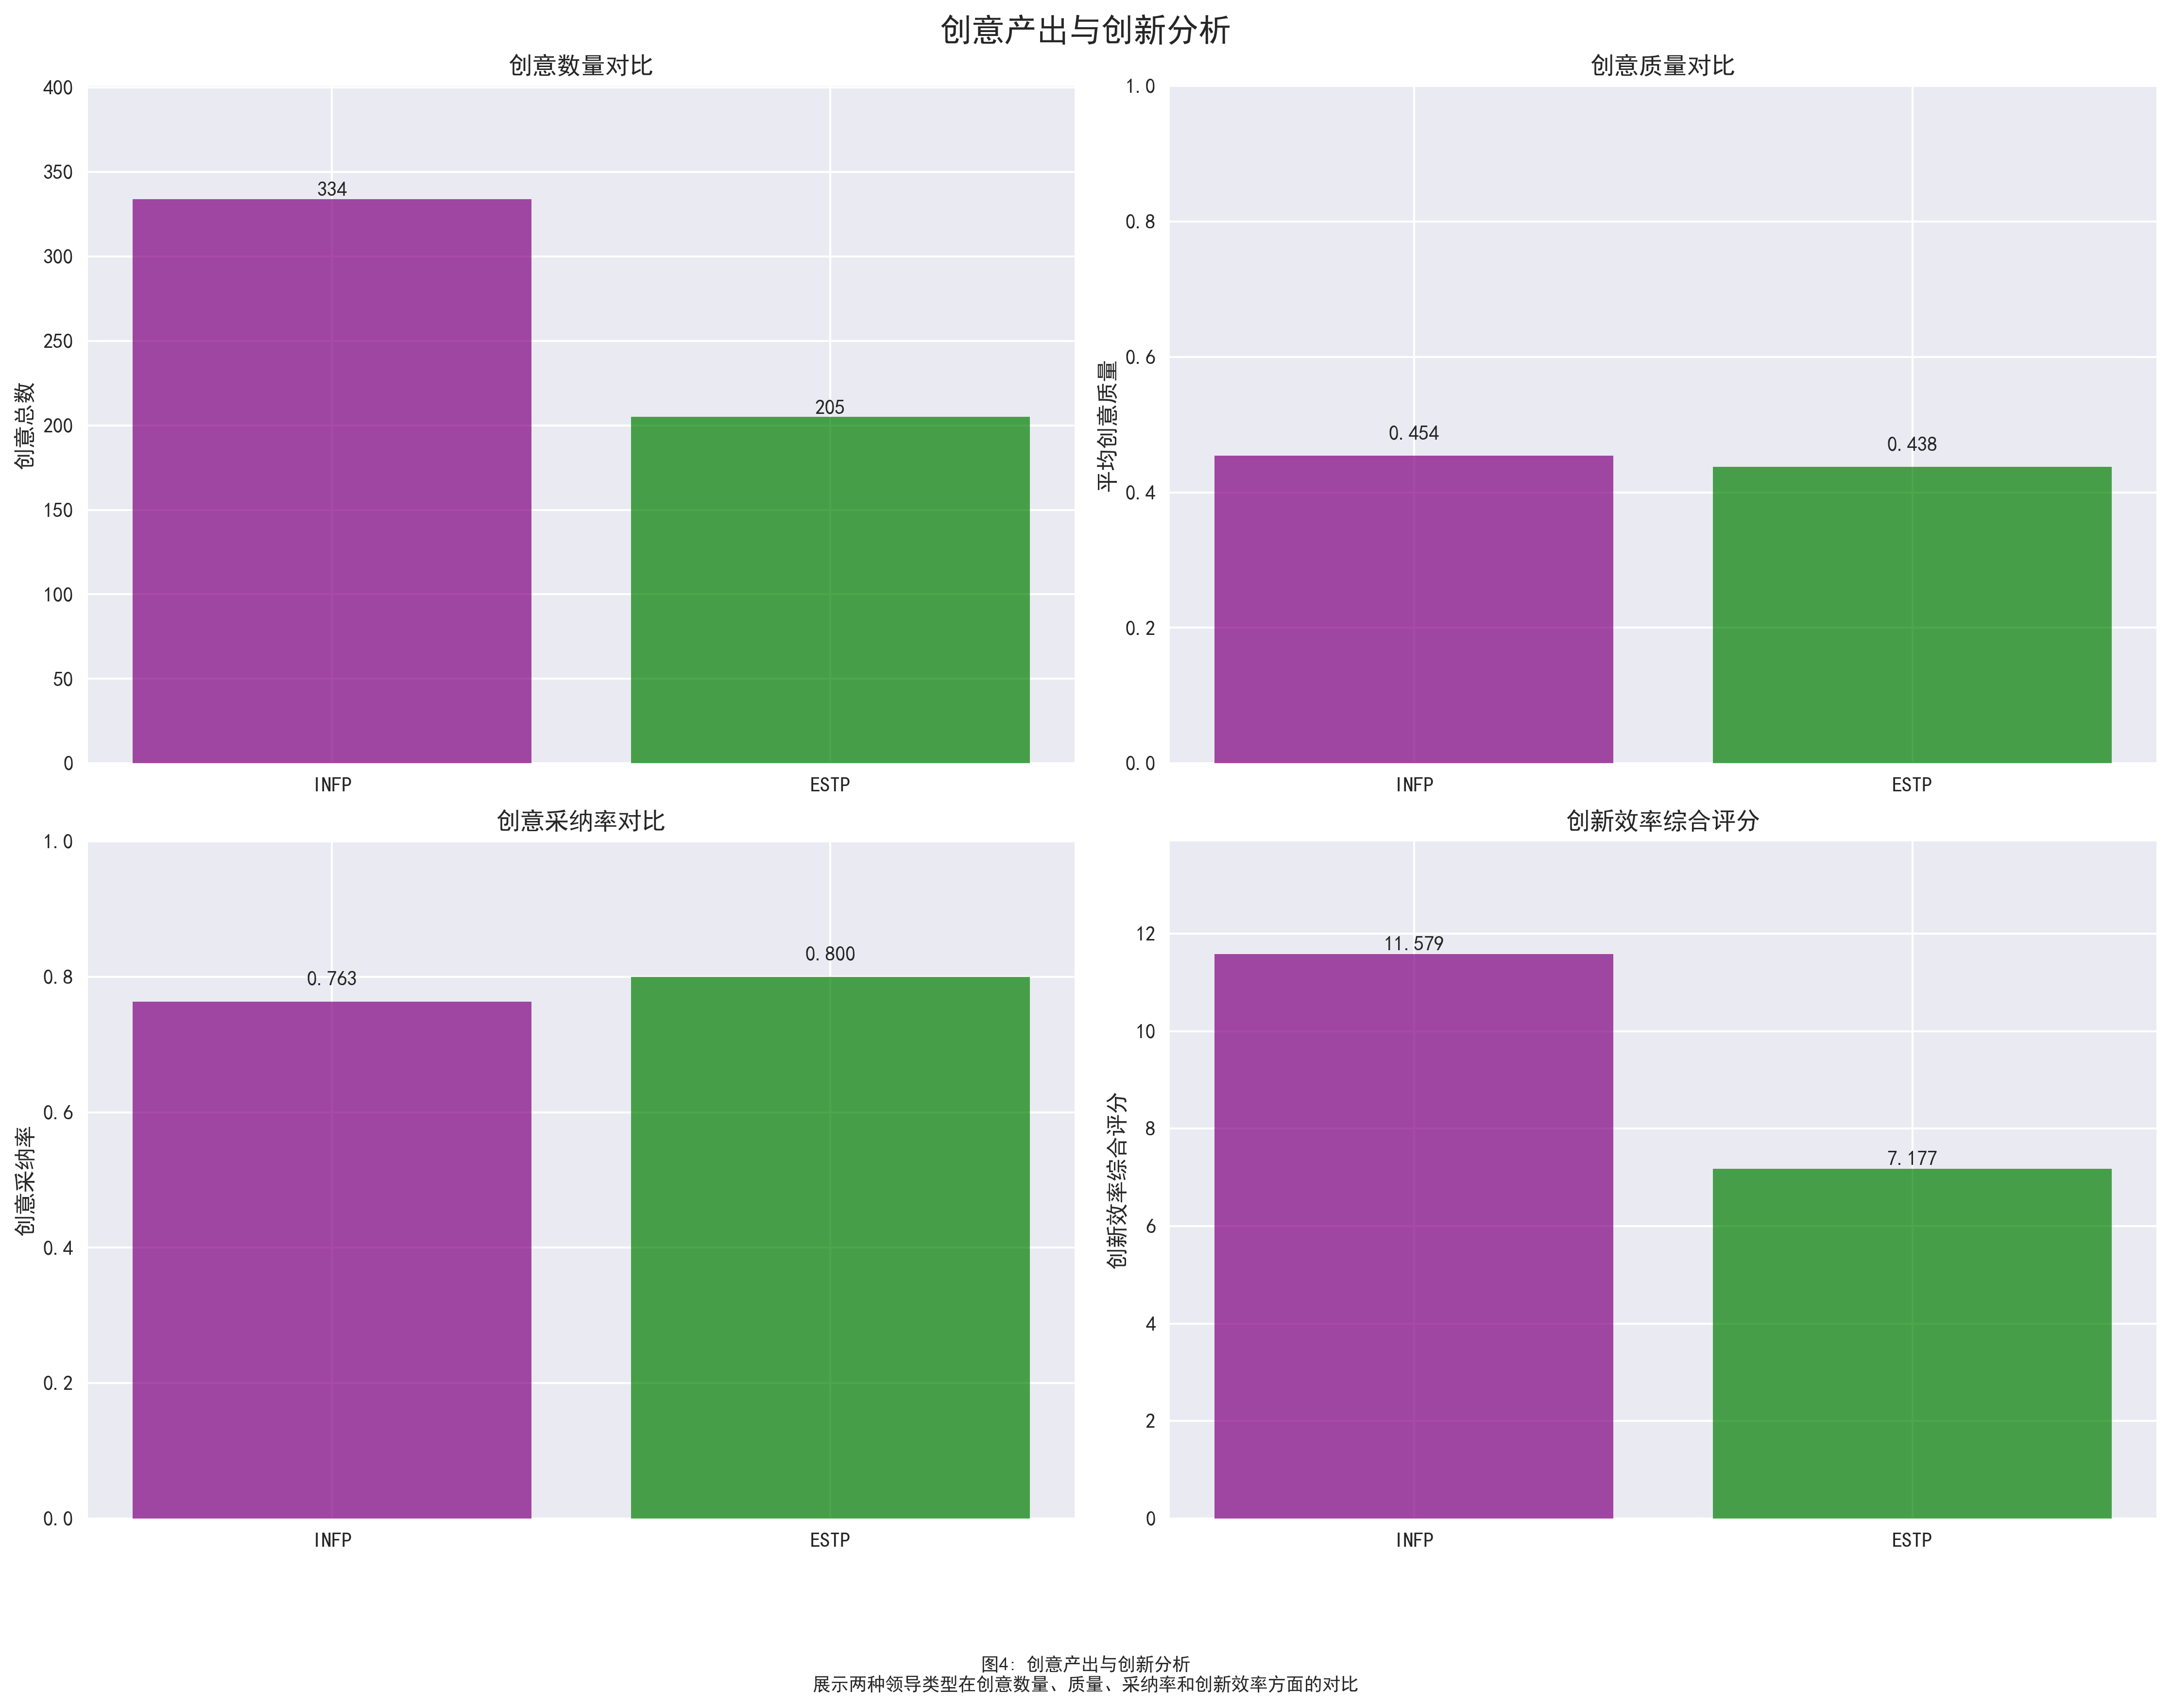 创意产出与创新分析
创意数量对比
400
350
300
250
200
150
100
50
0
创意总数
334
205
INFP
ESTP
创意质量对比
1.0
0.8
0.6
0.4
0.2
0.0
平均创意质量
0.454
0.438
INFP
ESTP
创意采纳率对比
1.0
0.8
0.6
0.4
0.2
0.0
创意采纳率
0.763
0.800
INFP
ESTP
创新效率综合评分
12
10
8
6
4
2
0
创新效率综合评分
11.579
7.177
INFP
ESTP
图4: 创意产出与创新分析
展示两种领导类型在创意数量、质量、采纳率和创新效率方面的对比